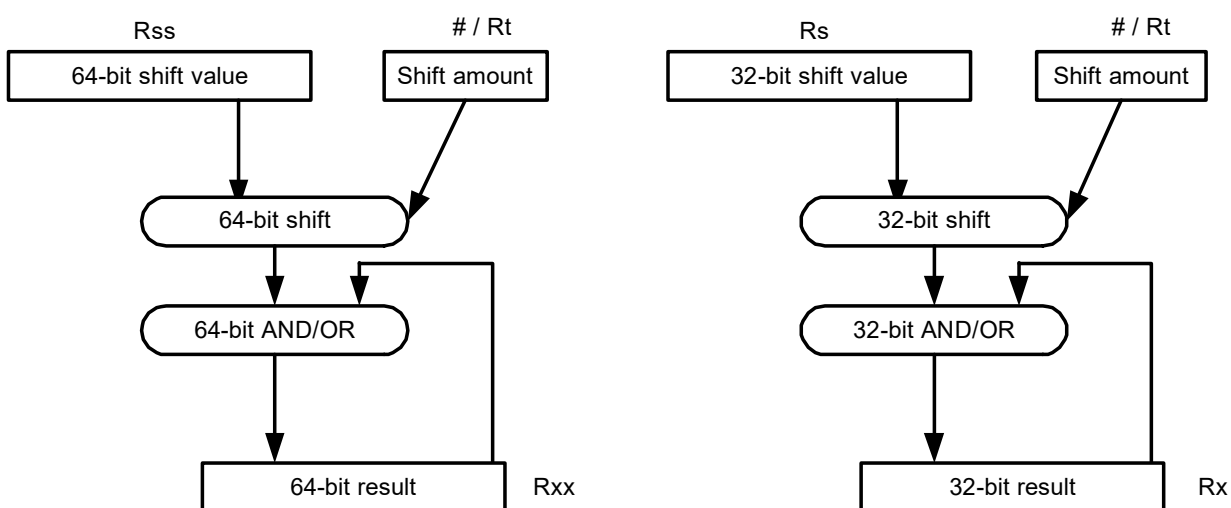 Rss
# / Rt
64-bit shift value
Shift amount
64-bit shift
64-bit AND/OR
64-bit result
Rxx
Rs
# / Rt
32-bit shift value
Shift amount
32-bit shift
32-bit AND/OR
32-bit result
Rx